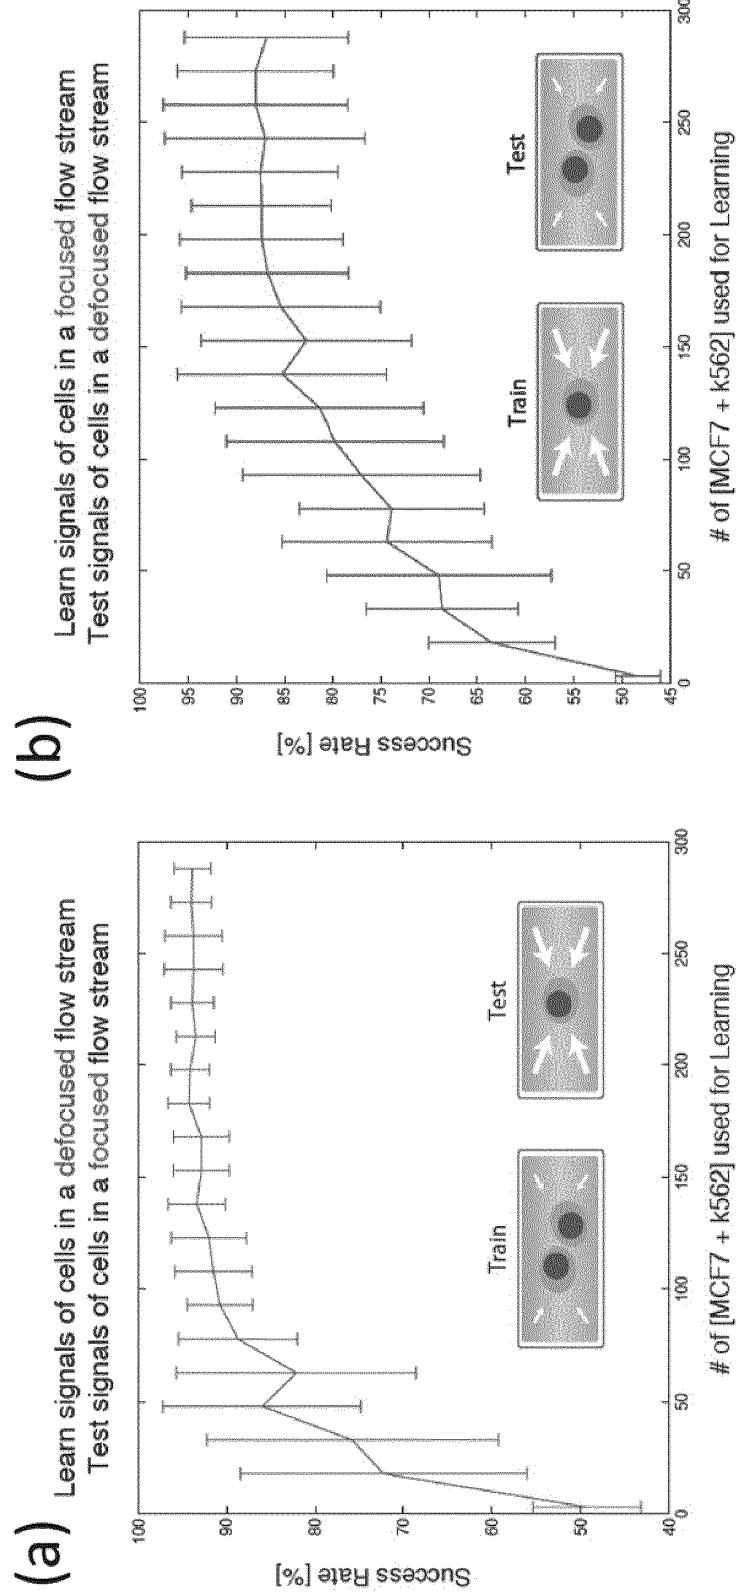 (a)
Learn signals of cells in a defocused flow stream
Test signals of cells in a focused flow stream
Success Rate [%]
100
90
80
70
60
50
40
0
50
100
150
200
250
300
Train
Test
# of [MCF7 + K562] used for Learning
(b)
Learn signals of cells in a focused flow stream
Test signals of cells in a defocused flow stream
Success Rate [%]
100
95
90
85
80
75
70
65
60
55
50
45
0
50
100
150
200
250
300
Train
Test
# of [MCF7 + K562] used for Learning